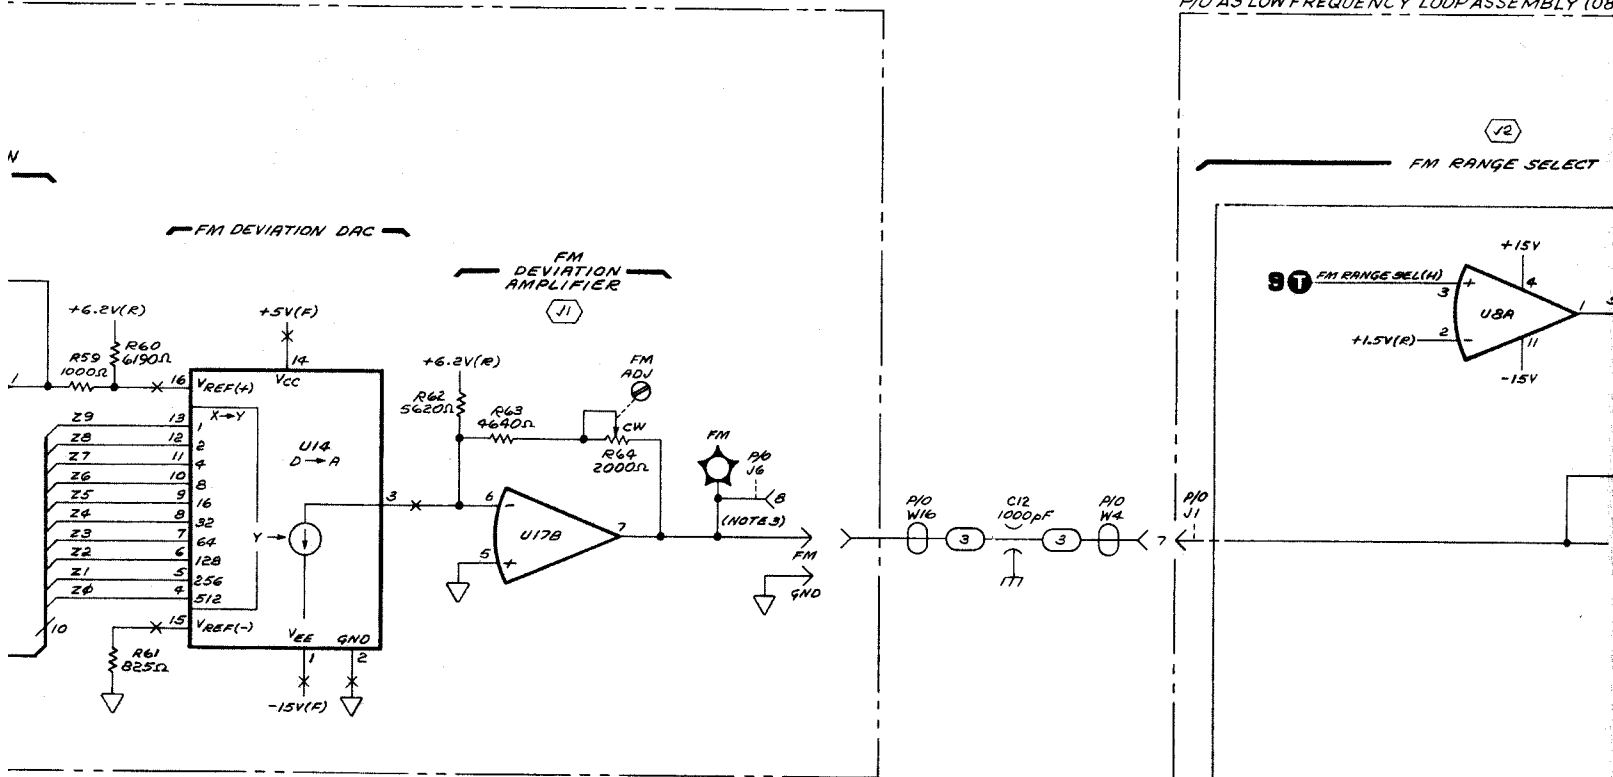 P/O A3 LOW FREQUENCY LOOP ASSEMBLY (08
N
J2
FM RANGE SELECT
FM DEVIATION DAC
FM
DEVIATION
AMPLIFIER
J1
+15V
9 T FM RANGE SEL(H)
3
+
4
U8A
1
+1.5V(R)
2
-
11
-15V
+6.2V(R)
R60
6190Ω
R59
1000Ω
+5V(F)
14
VCC
16
VREF(+)
X→Y
U14
D→A
Z9 13 1
Z8 12 2
Z7 11 4
Z6 10 8
Z5 9 16
Z4 8 32
Z3 7 64
Z2 6 128
Z1 5 256
ZØ 4 512
Y
10
15
VREF(-)
R61
825Ω
VEE
GND
1
2
-15V(F)
3
+6.2V(R)
R62
5620Ω
R63
4640Ω
FM
ADJ
CW
R64
2000Ω
6
-
U17B
7
5
+
FM
P/O
J6
8
(NOTE 3)
FM
GND
P/O
W16
3
C12
1000pF
3
P/O
W4
7
P/O
J1